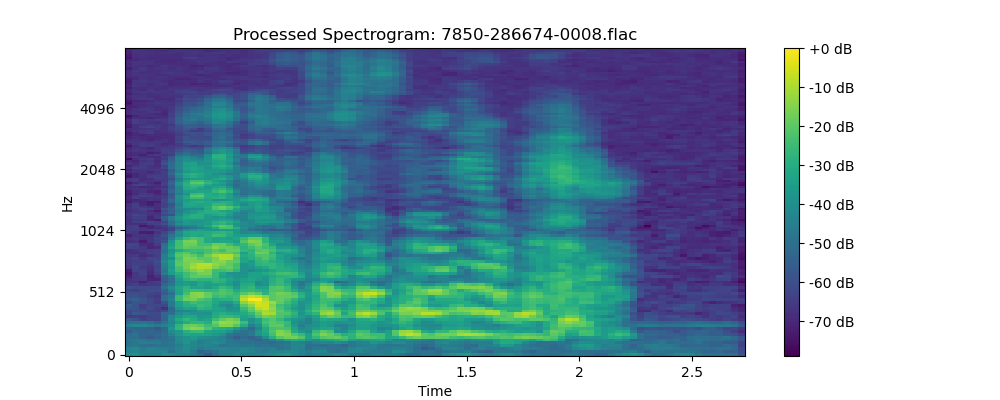 Processed Spectrogram: 7850-286674-0008.flac
Hz
4096
2048
1024
512
0
0
0.5
1
1.5
2
2.5
Time
+0 dB
-10 dB
-20 dB
-30 dB
-40 dB
-50 dB
-60 dB
-70 dB